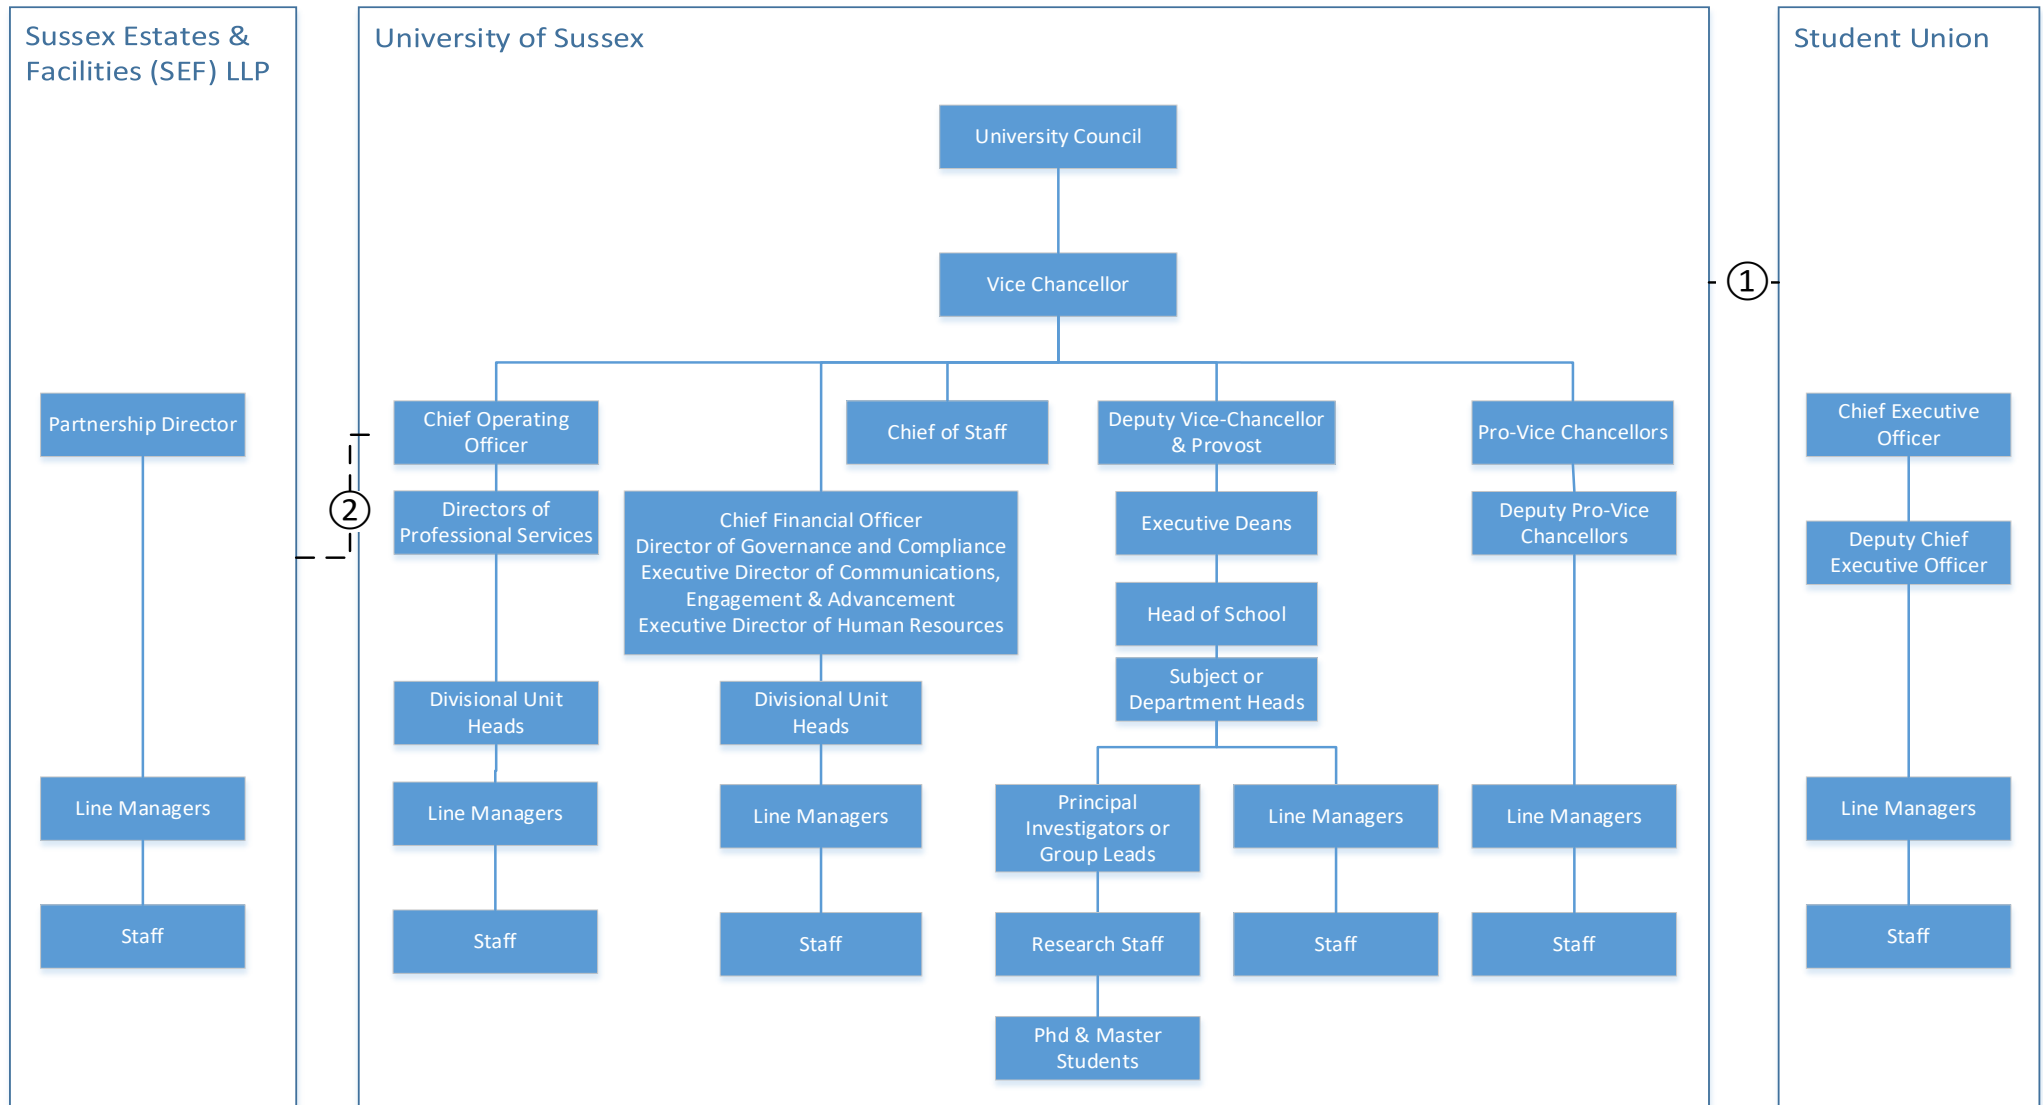 Sussex Estates &
Facilities (SEF) LLP
Partnership Director
Line Managers
Staff
2
University of Sussex
University Council
Vice Chancellor
Chief Operating
Officer
Directors of
Professional Services
Divisional Unit
Heads
Line Managers
Staff
Chief Financial Officer
Director of Governance and Compliance
Executive Director of Communications,
Engagement & Advancement
Executive Director of Human Resources
Divisional Unit
Heads
Line Managers
Staff
Chief of Staff
Deputy Vice-Chancellor
& Provost
Executive Deans
Head of School
Subject or
Department Heads
Principal
Investigators or
Group Leads
Research Staff
Phd & Master
Students
Line Managers
Staff
Pro-Vice Chancellors
Deputy Pro-Vice
Chancellors
Line Managers
Staff
1
Student Union
Chief Executive
Officer
Deputy Chief
Executive Officer
Line Managers
Staff